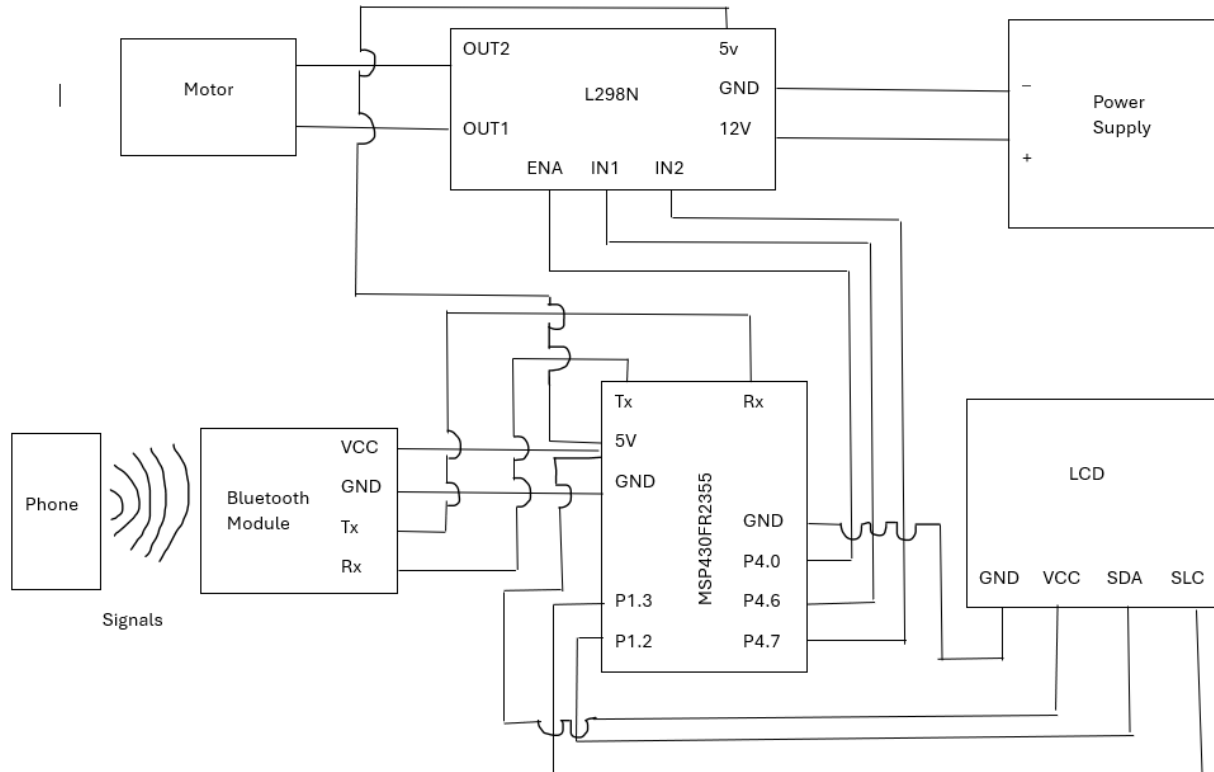 OUT2
5v
Motor
L298N
GND
Power
Supply
−
OUT1
12V
+
ENA
IN1
IN2
Tx
Rx
5V
GND
MSP430FR2355
GND
P4.0
P1.3
P4.6
P1.2
P4.7
Phone
Signals
Bluetooth
Module
VCC
GND
Tx
Rx
LCD
GND
VCC
SDA
SLC